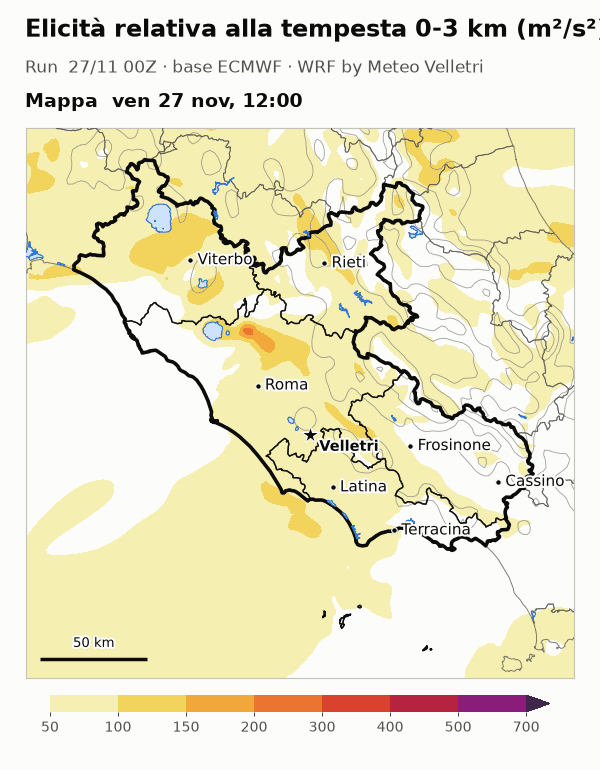 Elicità relativa alla tempesta 0-3 km (m²/s²)
Run 27/11 00Z · base ECMWF · WRF by Meteo Velletri
Mappa ven 27 nov, 12:00
Viterbo
Rieti
Roma
Velletri
Frosinone
Cassino
Latina
Terracina
50 km
50 100 150 200 300 400 500 700